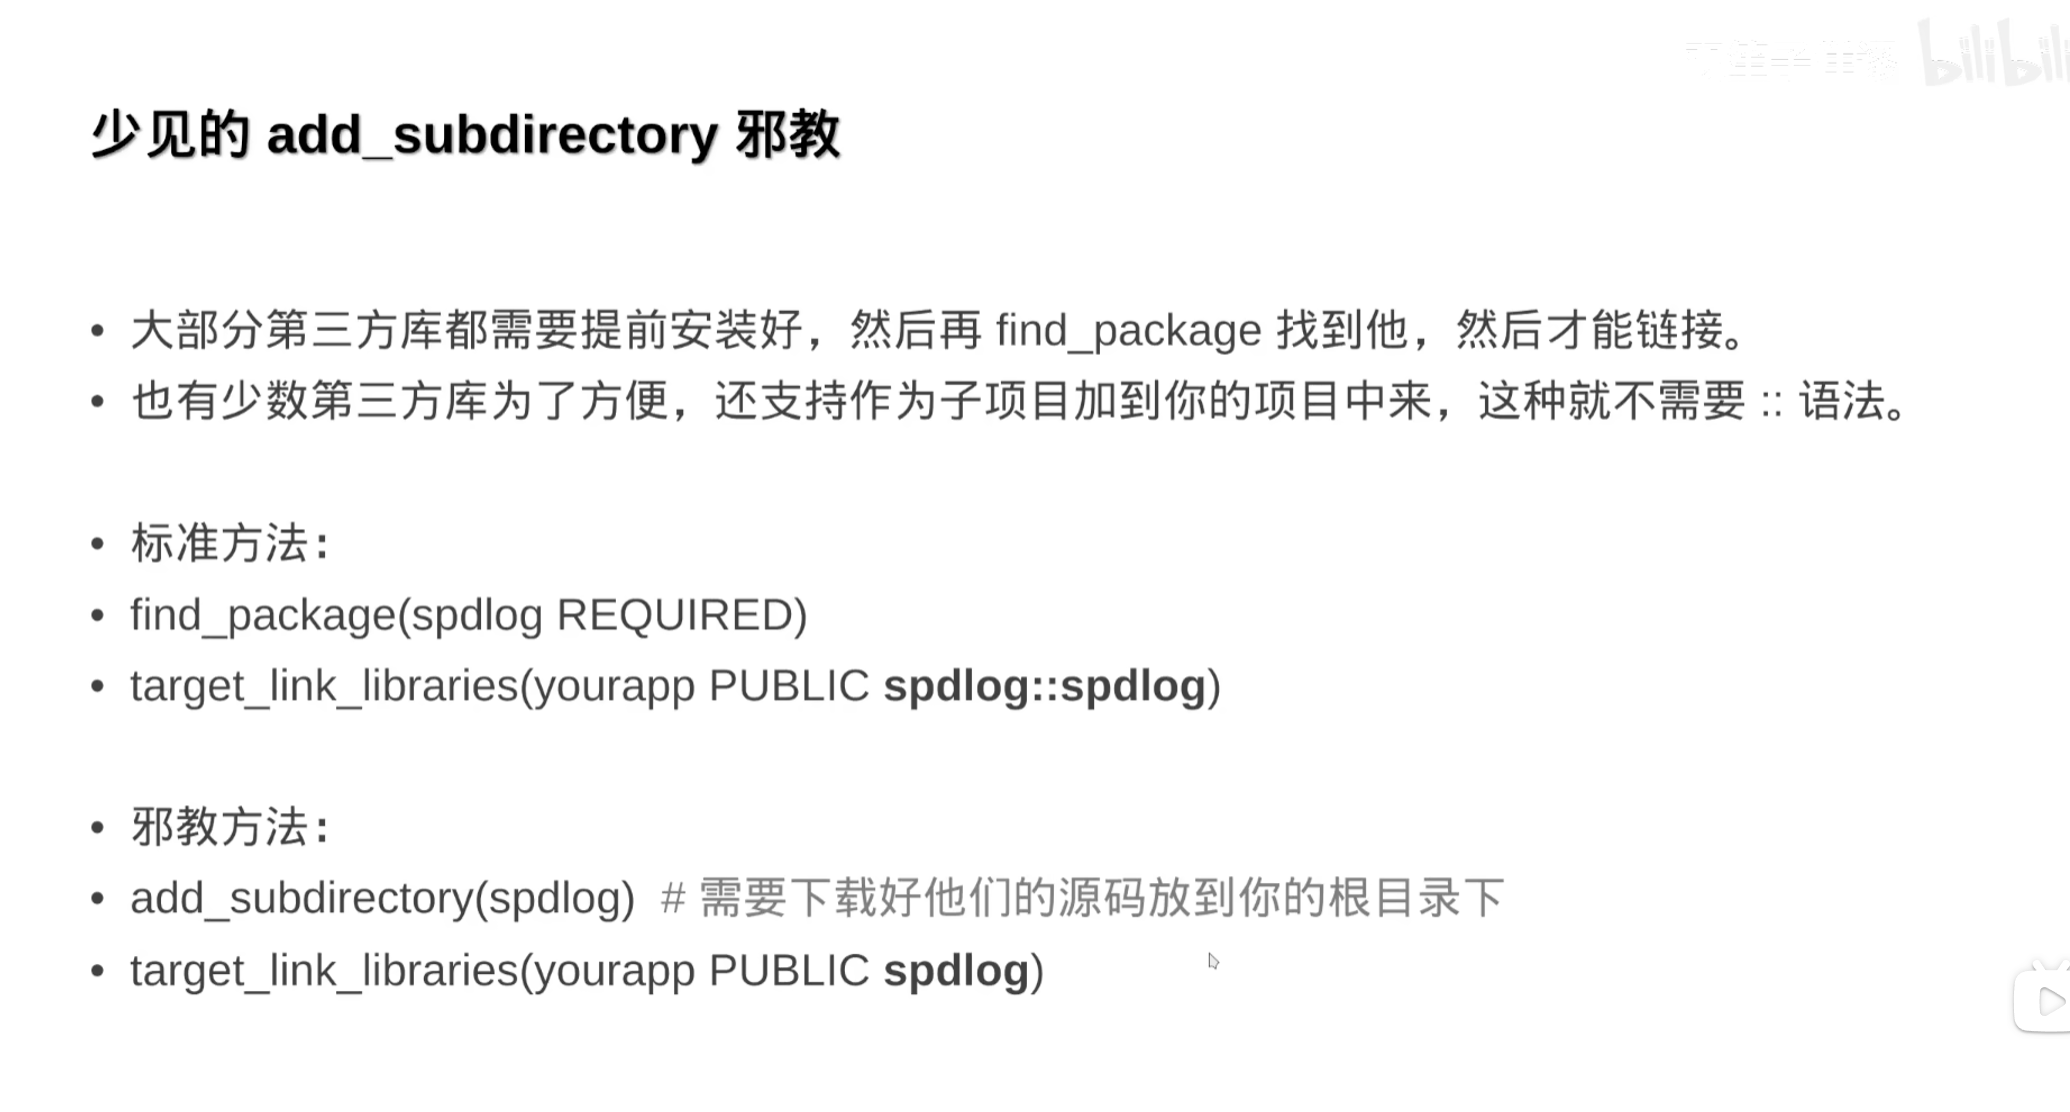 少见的 add_subdirectory 邪教
• 大部分第三方库都需要提前安装好，然后再 find_package 找到他，然后才能链接。
• 也有少数第三方库为了方便，还支持作为子项目加到你的项目中来，这种就不需要 :: 语法。
• 标准方法：
• find_package(spdlog REQUIRED)
• target_link_libraries(yourapp PUBLIC spdlog::spdlog)
• 邪教方法：
• add_subdirectory(spdlog) # 需要下载好他们的源码放到你的根目录下
• target_link_libraries(yourapp PUBLIC spdlog)